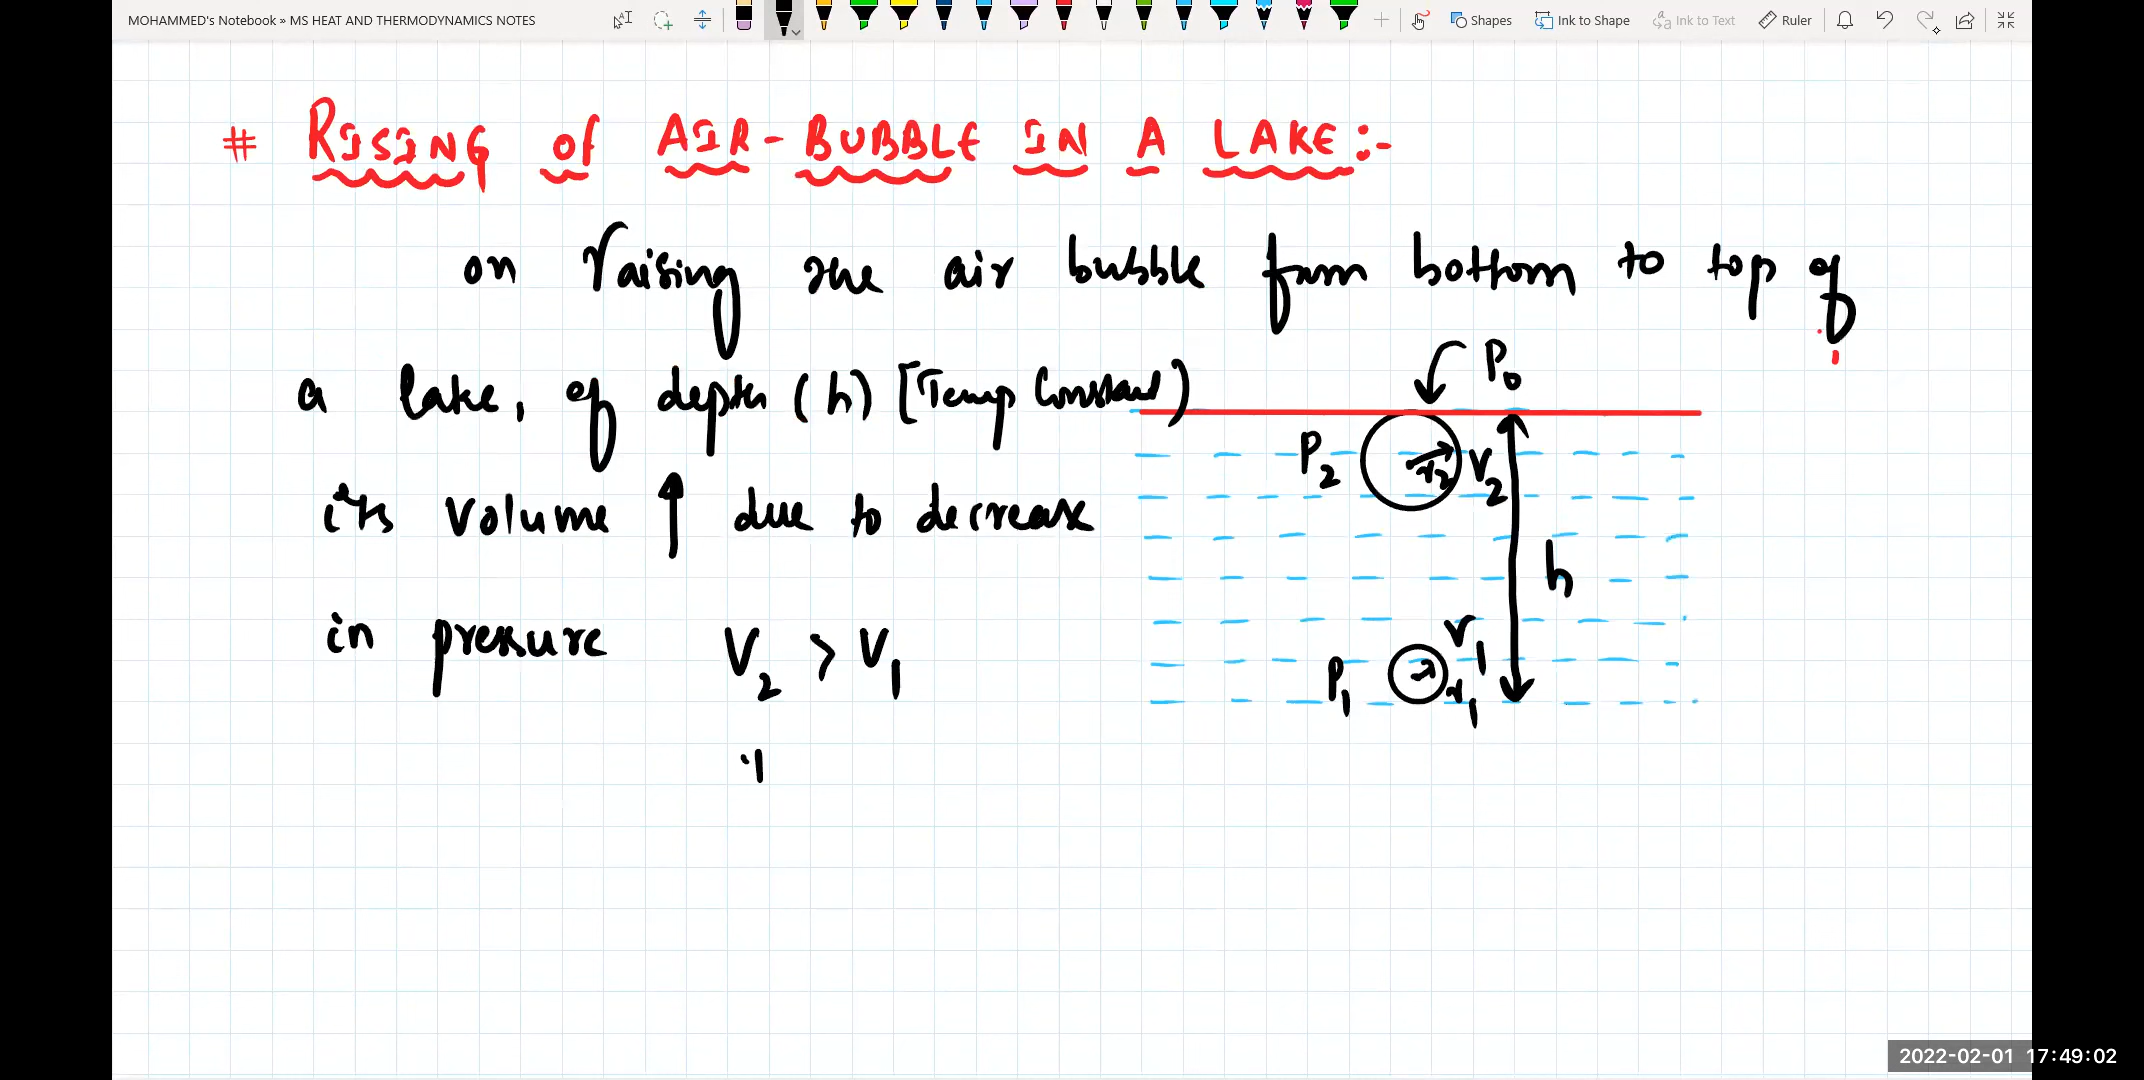 MOHAMMED's Notebook » MS HEAT AND THERMODYNAMICS NOTES
Shapes Ink to Shape Ink to Text Ruler
# RISING of AIR-BUBBLE IN A LAKE:-
on raising the air bubble from bottom to top of
a lake, of depth (h) [Temp Constant)
its volume ↑ due to decrease
in pressure V₂ > V₁
P₀
P₂ r₂ V₂
h
V₁
P₁ r₁
2022-02-01 17:49:02